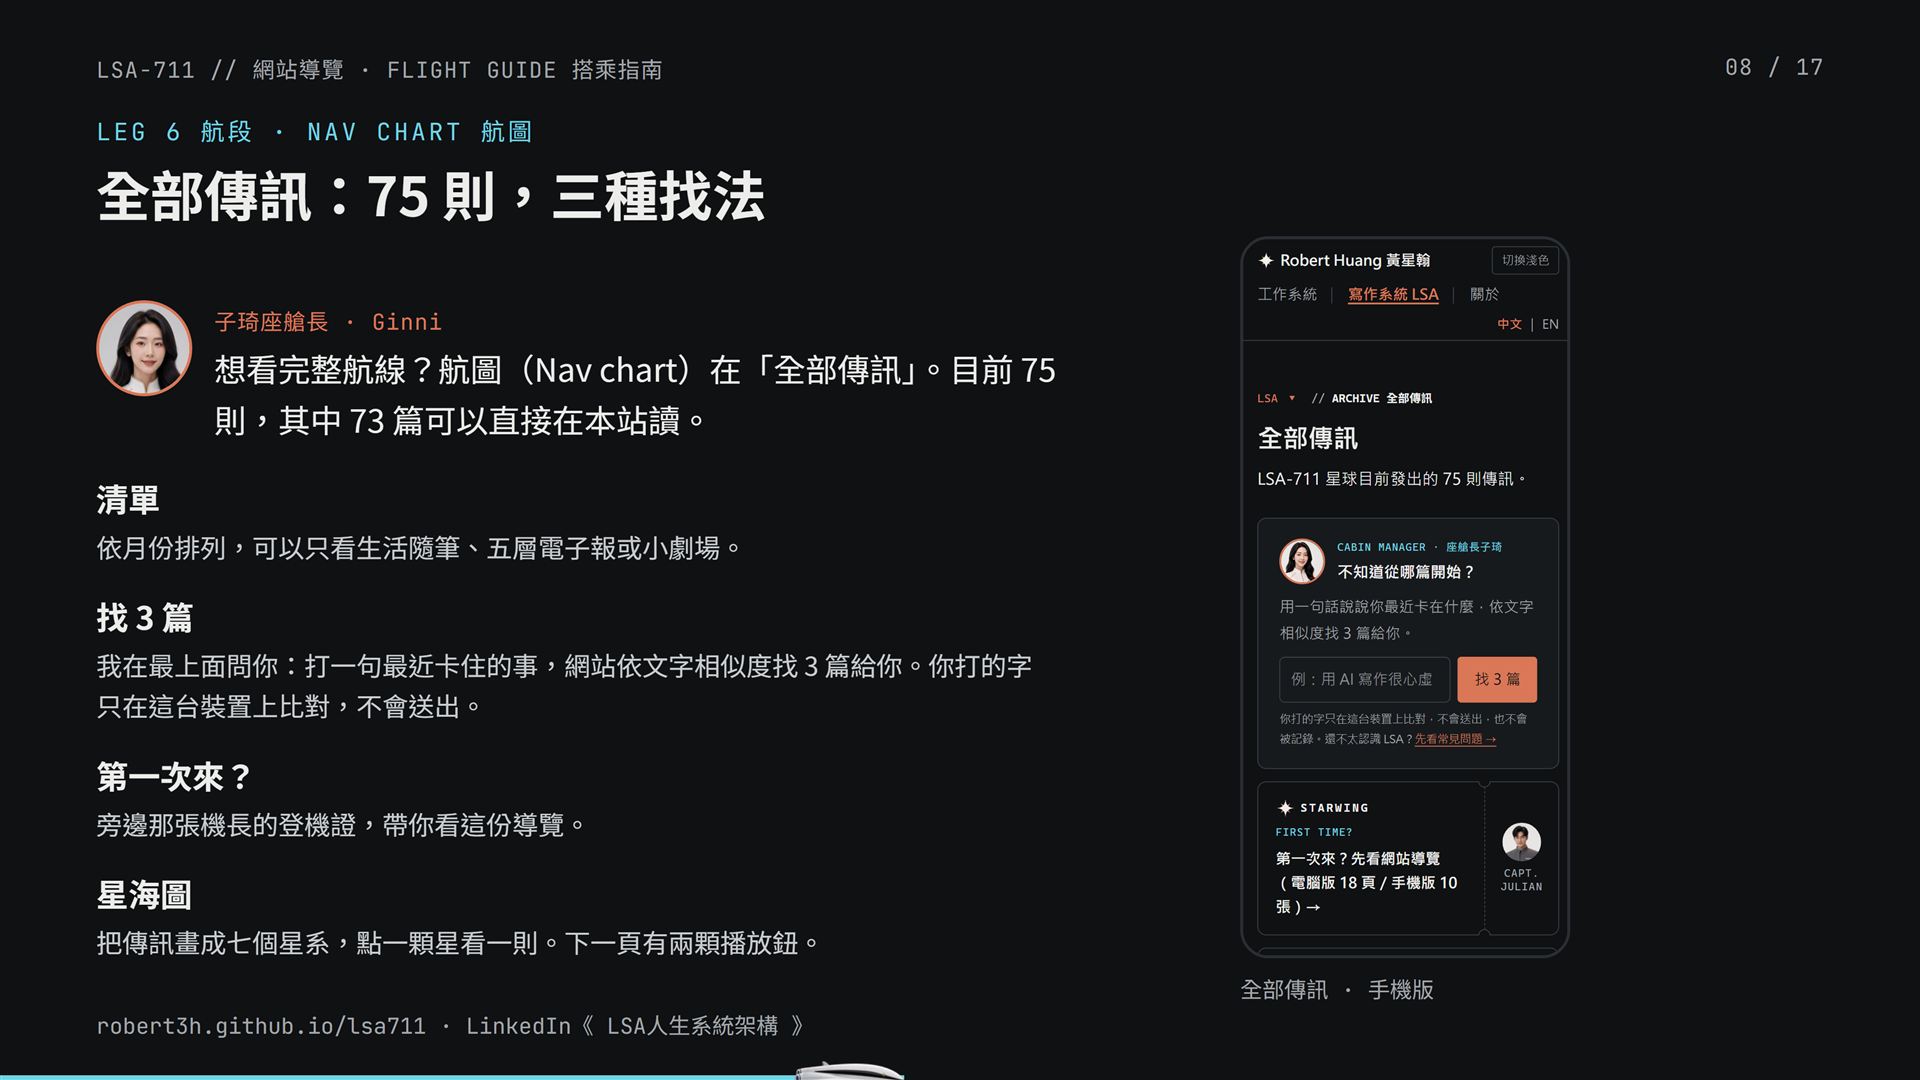 LSA-711 // 網站導覽 · FLIGHT GUIDE 搭乘指南
08 / 17
LEG 6 航段 · NAV CHART 航圖
全部傳訊：75 則，三種找法
子琦座艙長 · Ginni
想看完整航線？航圖（Nav chart）在「全部傳訊」。目前 75
則，其中 73 篇可以直接在本站讀。
清單
依月份排列，可以只看生活隨筆、五層電子報或小劇場。
找 3 篇
我在最上面問你：打一句最近卡住的事，網站依文字相似度找 3 篇給你。你打的字
只在這台裝置上比對，不會送出。
第一次來？
旁邊那張機長的登機證，帶你看這份導覽。
星海圖
把傳訊畫成七個星系，點一顆星看一則。下一頁有兩顆播放鈕。
robert3h.github.io/lsa711 · LinkedIn《 LSA人生系統架構 》
Robert Huang 黃星翰
切換淺色
工作系統 | 寫作系統 LSA | 關於
中文 | EN
LSA ▼ // ARCHIVE 全部傳訊
全部傳訊
LSA-711 星球目前發出的 75 則傳訊。
CABIN MANAGER · 座艙長子琦
不知道從哪篇開始？
用一句話說說你最近卡在什麼，依文字
相似度找 3 篇給你。
例：用 AI 寫作很心虛
找 3 篇
你打的字只在這台裝置上比對，不會送出，也不會
被記錄。還不太認識 LSA？先看常見問題 →
STARWING
FIRST TIME?
第一次來？先看網站導覽
（電腦版 18 頁 / 手機版 10
張）→
CAPT.
JULIAN
全部傳訊 · 手機版